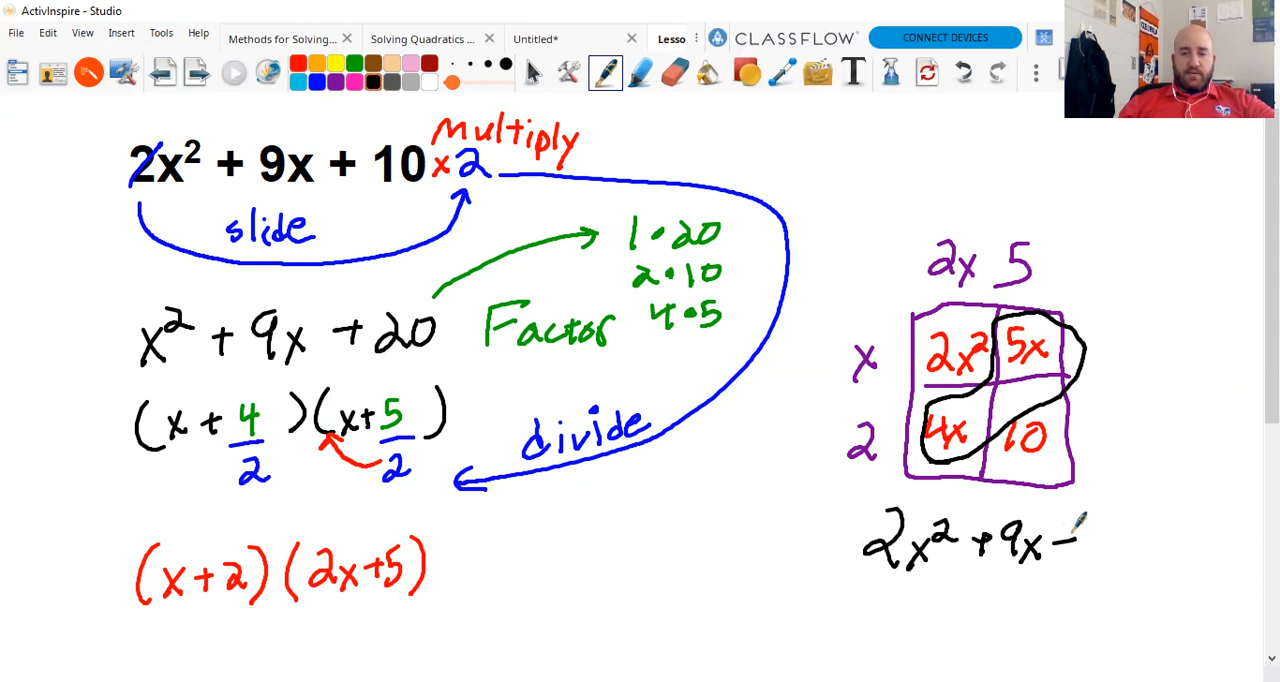 ActivInspire - Studio
File Edit View Insert Tools Help
Methods for Solving... Solving Quadratics ... Untitled* Lesso
CLASSFLOW CONNECT DEVICES
Multiply
2x² + 9x + 10 x 2
slide
1 • 20
2 • 10
4 • 5
x² + 9x + 20 Factor
(x + 4/2)(x + 5/2)
divide
(x+2)(2x+5)
2x 5
x 2x² 5x
2 4x 10
2x² + 9x -